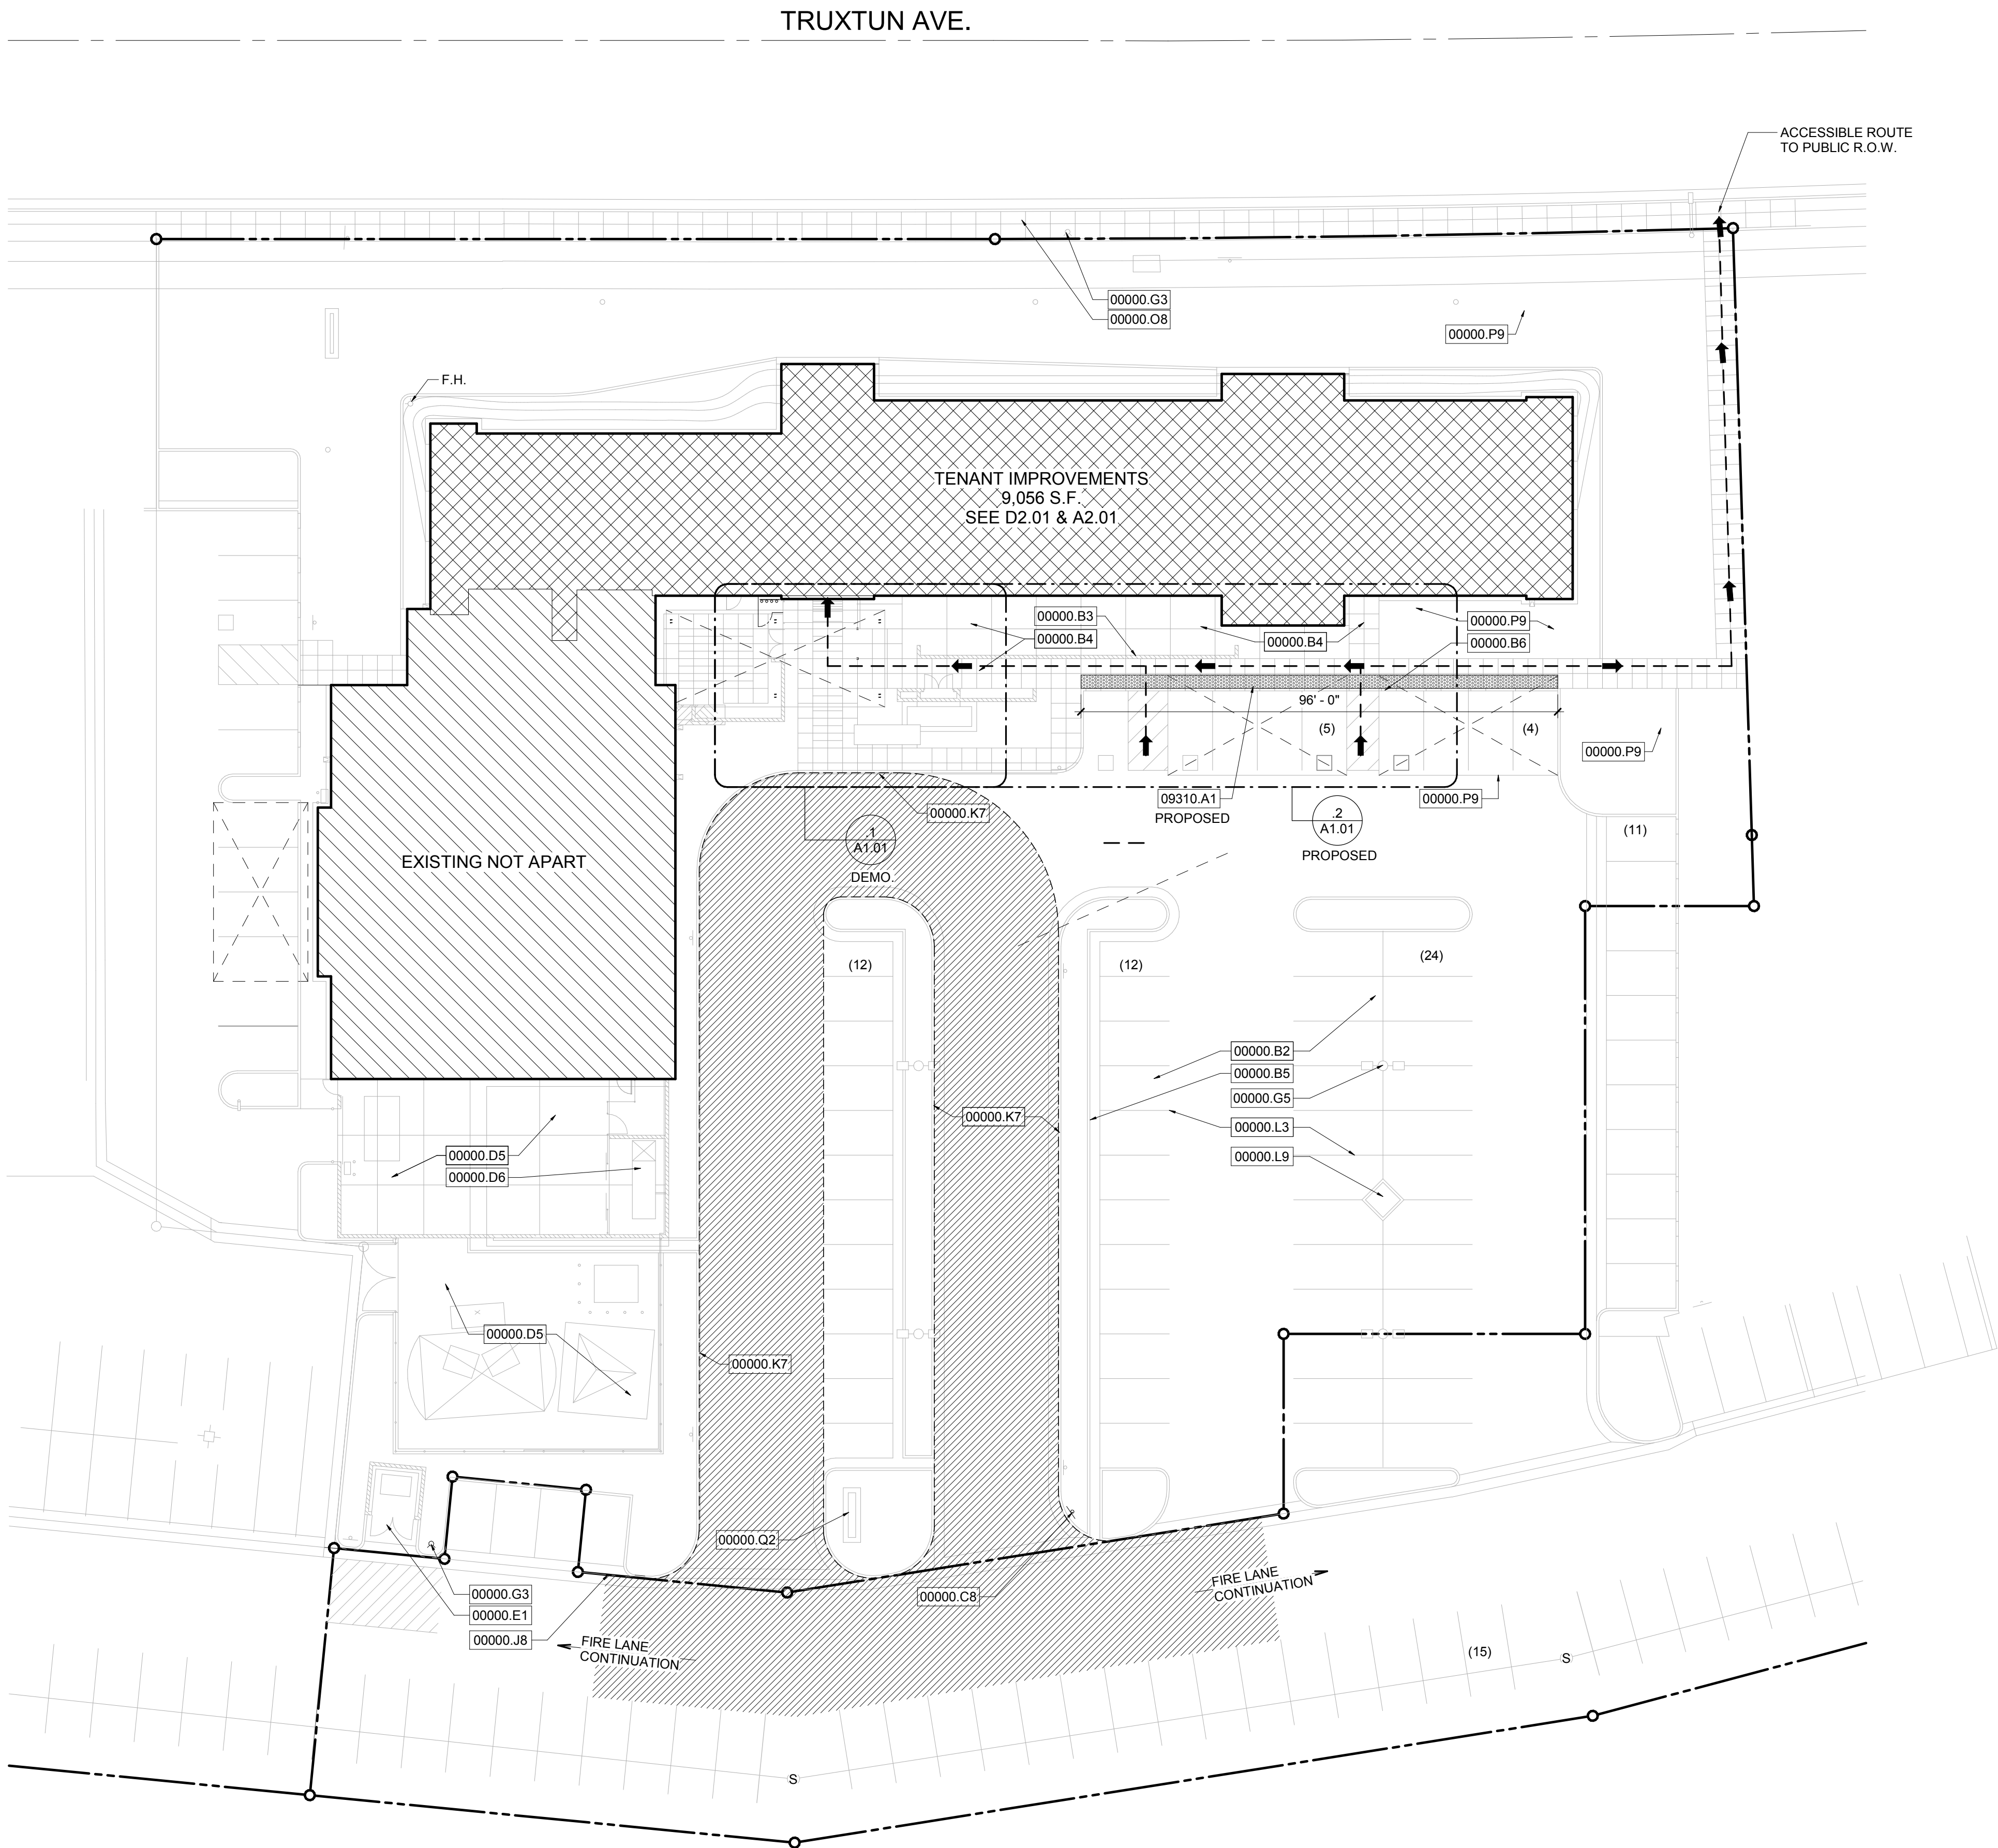 TRUXTUN AVE.
ACCESSIBLE ROUTE
TO PUBLIC R.O.W.
00000.G3
00000.O8
00000.P9
F.H.
TENANT IMPROVEMENTS
9,056 S.F.
SEE D2.01 & A2.01
00000.B3
00000.B4
00000.B4
00000.P9
00000.B6
96' - 0"
(5)
(4)
00000.P9
09310.A1
PROPOSED
00000.P9
00000.K7
.1
A1.01
DEMO.
.2
A1.01
PROPOSED
(11)
EXISTING NOT APART
(12)
(12)
(24)
00000.B2
00000.B5
00000.G5
00000.L3
00000.L9
00000.K7
00000.D5
00000.D6
00000.D5
00000.K7
00000.Q2
00000.C8
00000.G3
00000.E1
00000.J8
FIRE LANE
CONTINUATION
FIRE LANE
CONTINUATION
(15)
S
S